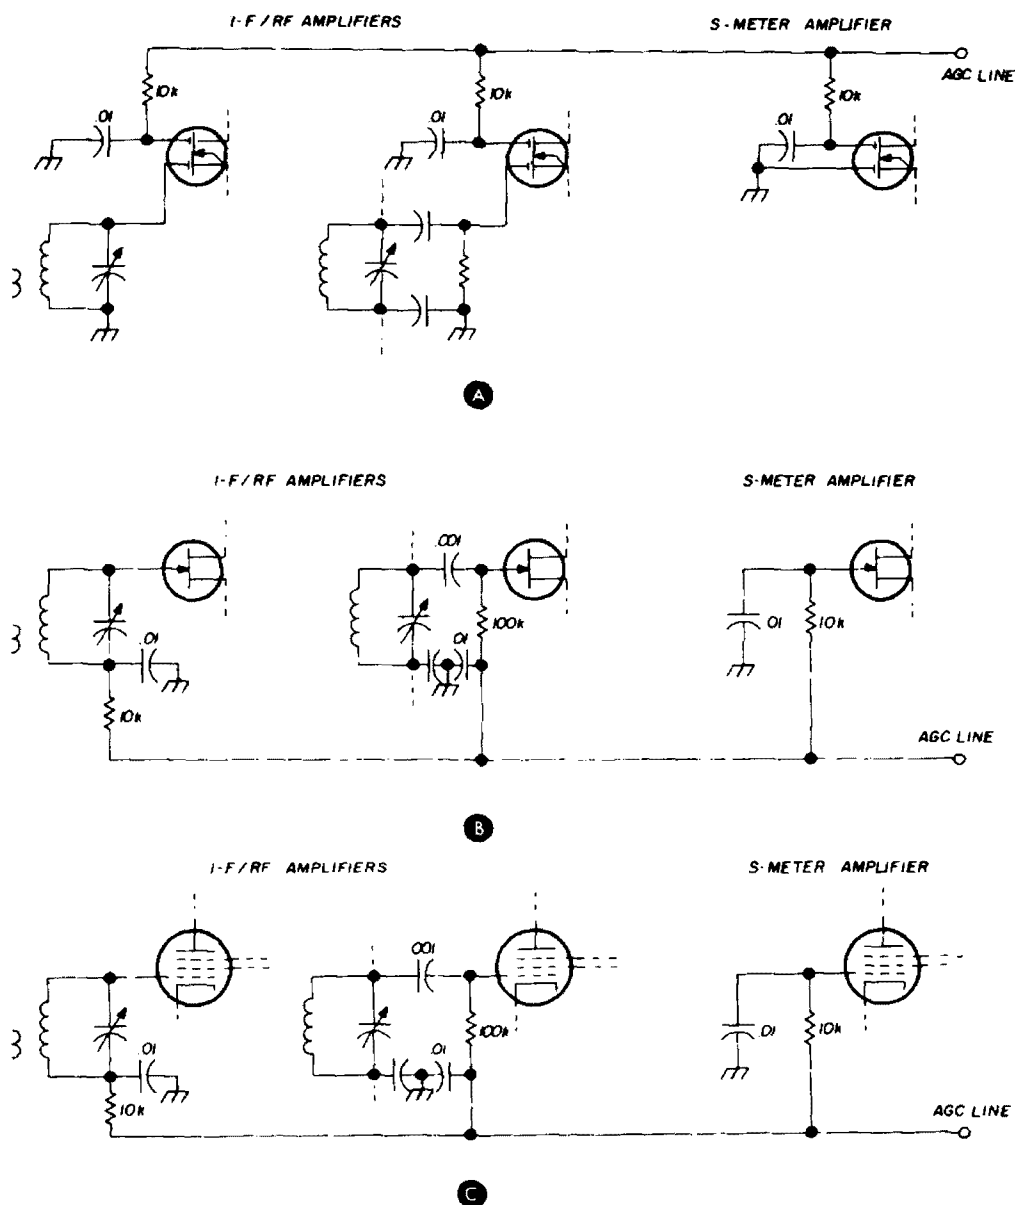 I-F/RF AMPLIFIERS
S-METER AMPLIFIER
AGC LINE
10k
10k
10k
.01
.01
.01
A
I-F/RF AMPLIFIERS
S-METER AMPLIFIER
.001
.01
100k
.01
.01
10k
10k
AGC LINE
B
I-F/RF AMPLIFIERS
S-METER AMPLIFIER
.001
.01
100k
.01
.01
10k
10k
AGC LINE
C